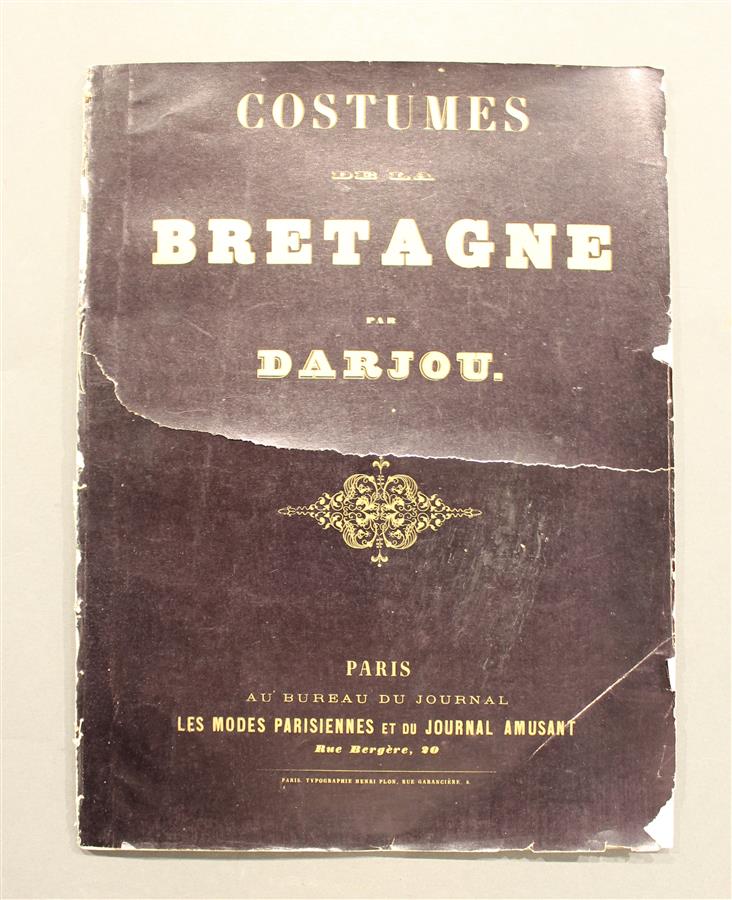 COSTUMES
DE LA
BRETAGNE
PAR
DARJOU.
PARIS
AU BUREAU DU JOURNAL
LES MODES PARISIENNES ET DU JOURNAL AMUSANT
Rue Bergère, 20
PARIS. TYPOGRAPHIE HENRI PLON, RUE GARANCIÈRE, 8.